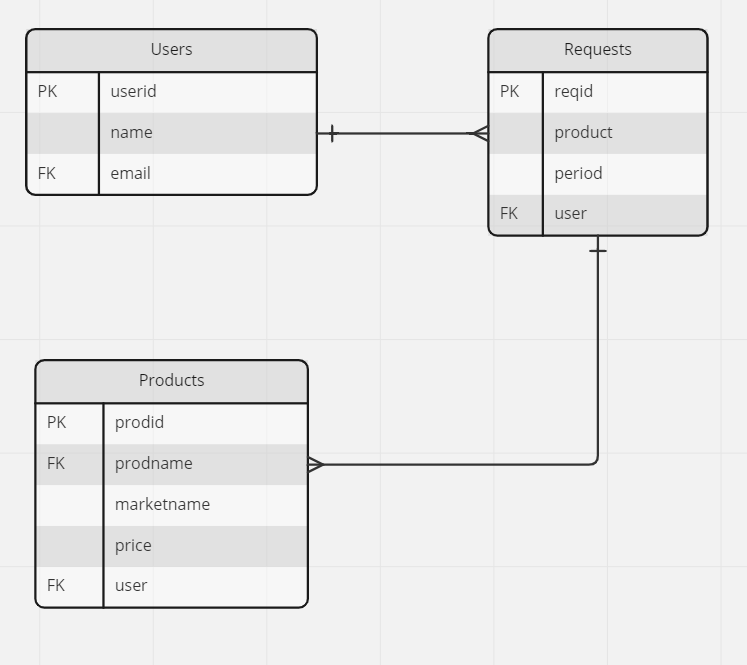 Users
PK userid
name
FK email
Requests
PK reqid
product
period
FK user
Products
PK prodid
FK prodname
marketname
price
FK user